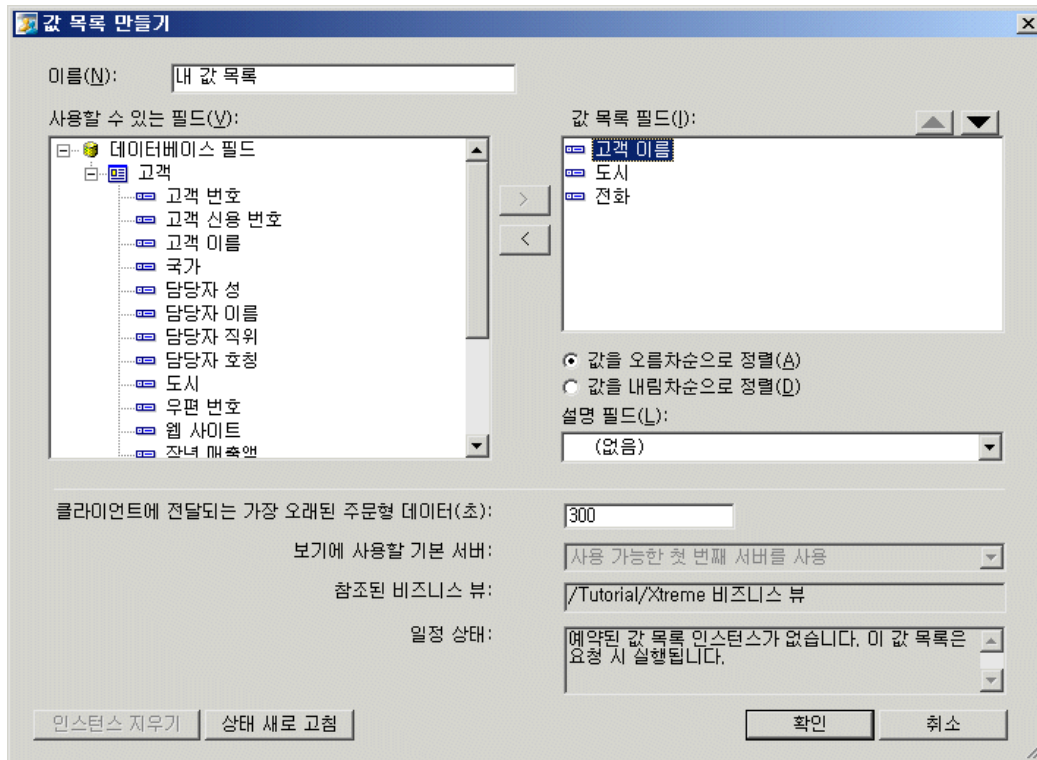 값 목록 만들기
이름(N):
내 값 목록
사용할 수 있는 필드(V):
데이터베이스 필드
고객
고객 번호
고객 신용 번호
고객 이름
국가
담당자 성
담당자 이름
담당자 직위
담당자 호칭
도시
우편 번호
웹 사이트
작년 매출액
>
<
값 목록 필드(I):
고객 이름
도시
전화
값을 오름차순으로 정렬(A)
값을 내림차순으로 정렬(D)
설명 필드(L):
(없음)
클라이언트에 전달되는 가장 오래된 주문형 데이터(초):
300
보기에 사용할 기본 서버:
사용 가능한 첫 번째 서버를 사용
참조된 비즈니스 뷰:
/Tutorial/Xtreme 비즈니스 뷰
일정 상태:
예약된 값 목록 인스턴스가 없습니다. 이 값 목록은
요청 시 실행됩니다.
인스턴스 지우기
상태 새로 고침
확인
취소